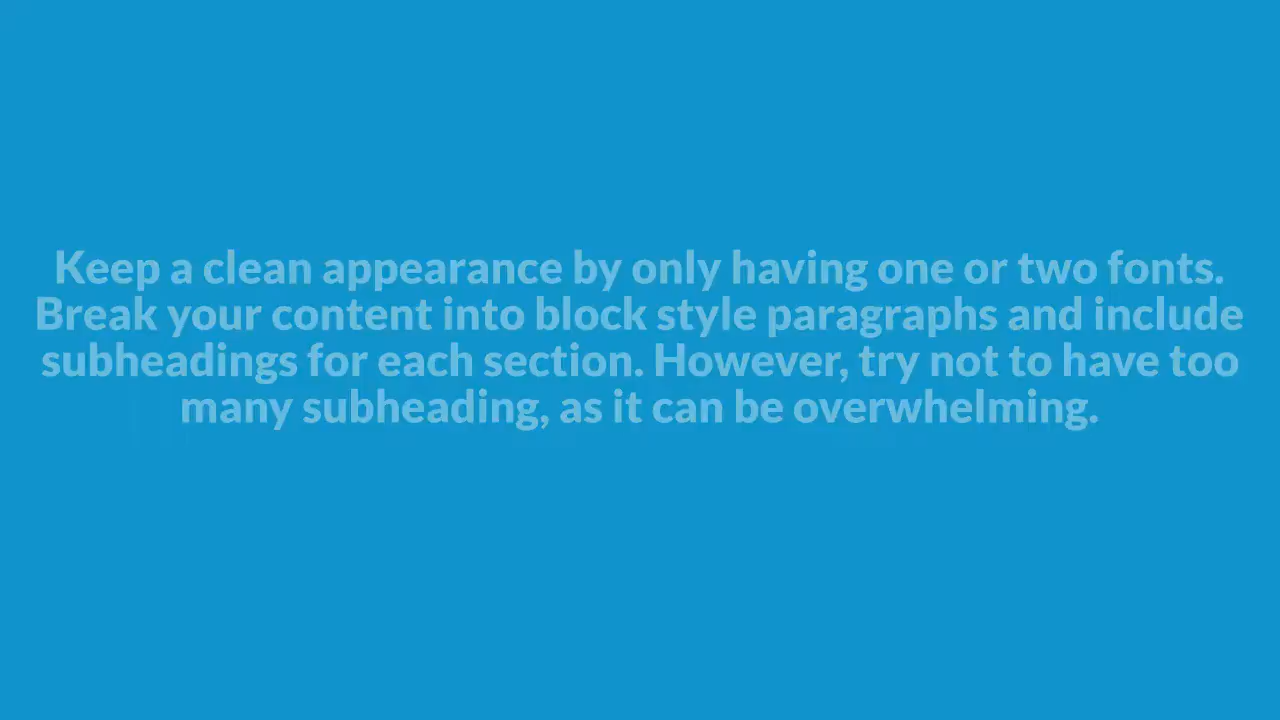 Keep a clean appearance by only having one or two fonts.
Break your content into block style paragraphs and include
subheadings for each section. However, try not to have too
many subheading, as it can be overwhelming.